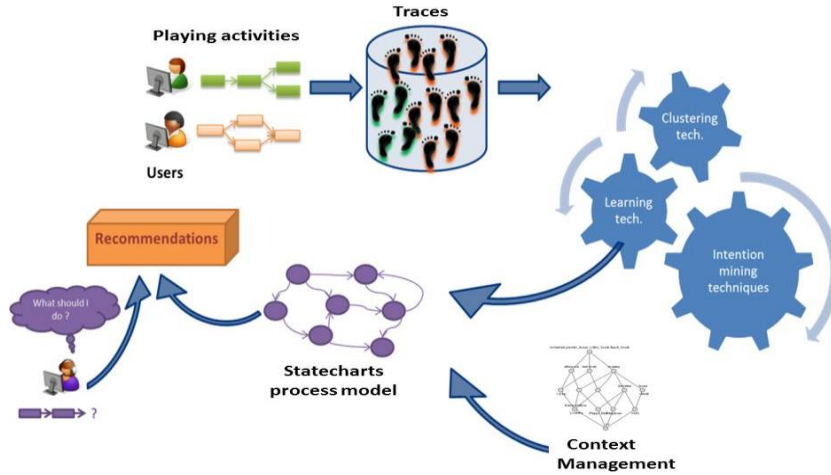 Traces
Playing activities
Users
Clustering
tech.
Learning
tech.
Intention
mining
techniques
Recommendations
What should I
do ?
?
Statecharts
process model
Context
Management